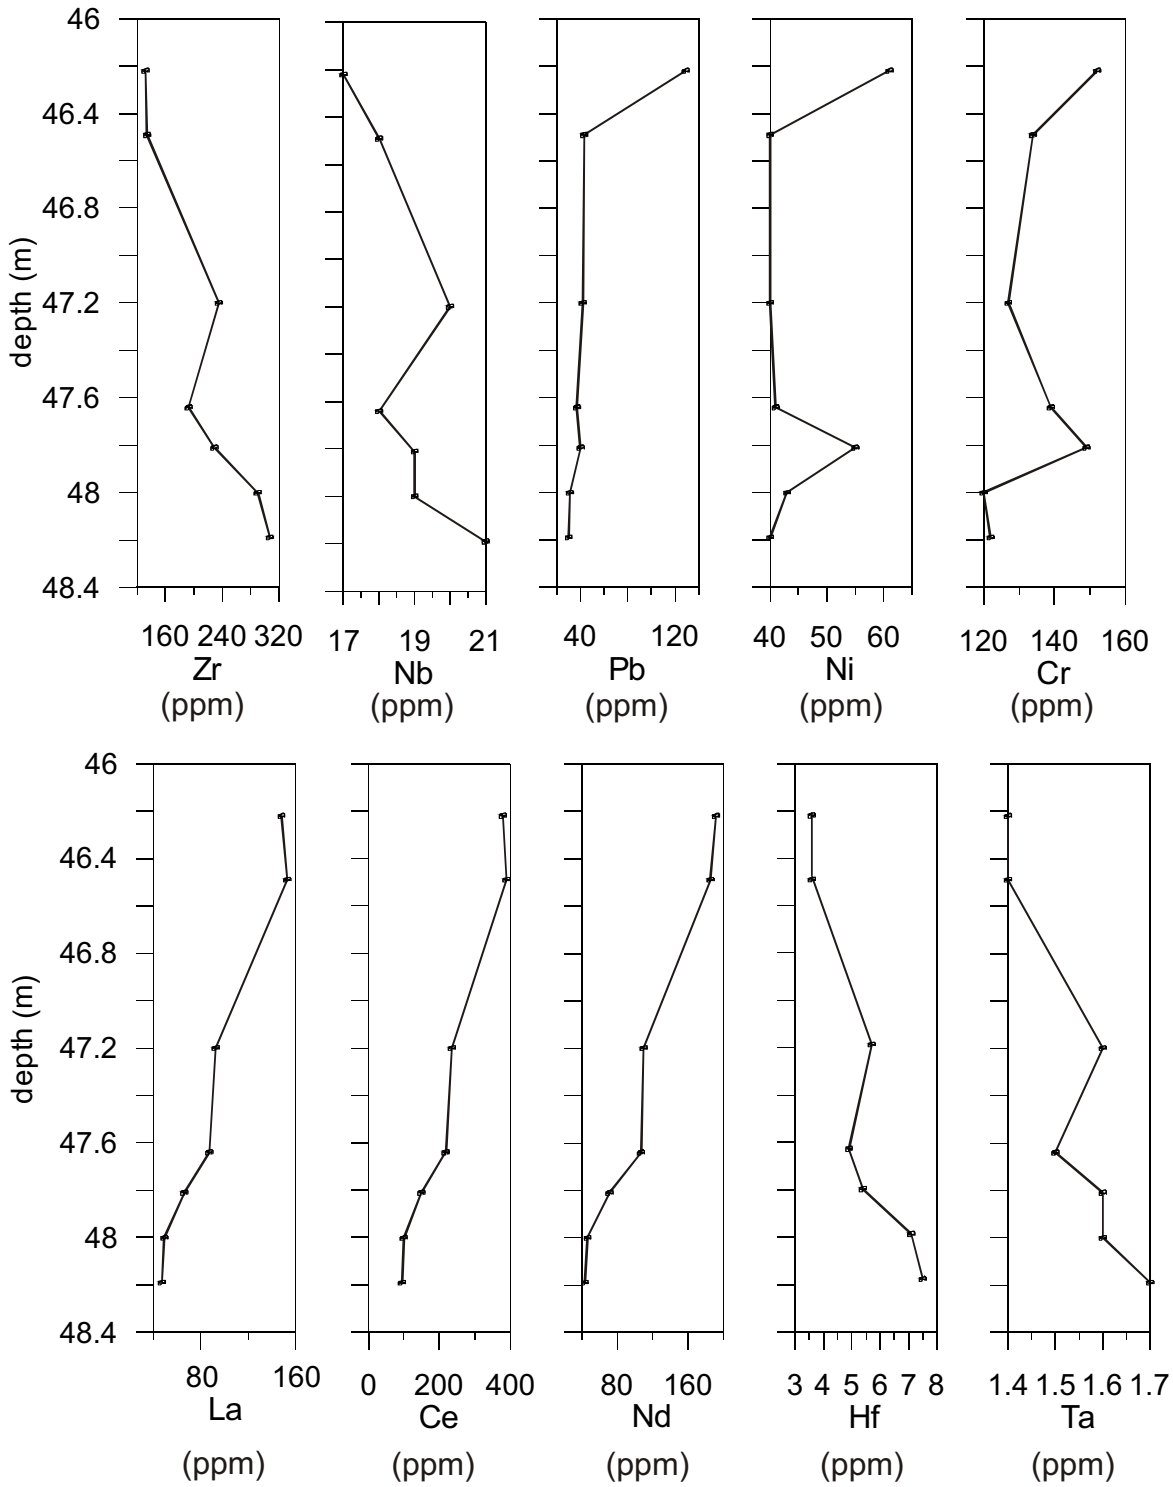 46
46.4
46.8
47.2
47.6
48
48.4
depth (m)
160 240 320
Zr
(ppm)
17 19 21
Nb
(ppm)
40 120
Pb
(ppm)
40 50 60
Ni
(ppm)
120 140 160
Cr
(ppm)
46
46.4
46.8
47.2
47.6
48
48.4
depth (m)
80 160
La
(ppm)
0 200 400
Ce
(ppm)
80 160
Nd
(ppm)
3 4 5 6 7 8
Hf
(ppm)
1.4 1.5 1.6 1.7
Ta
(ppm)